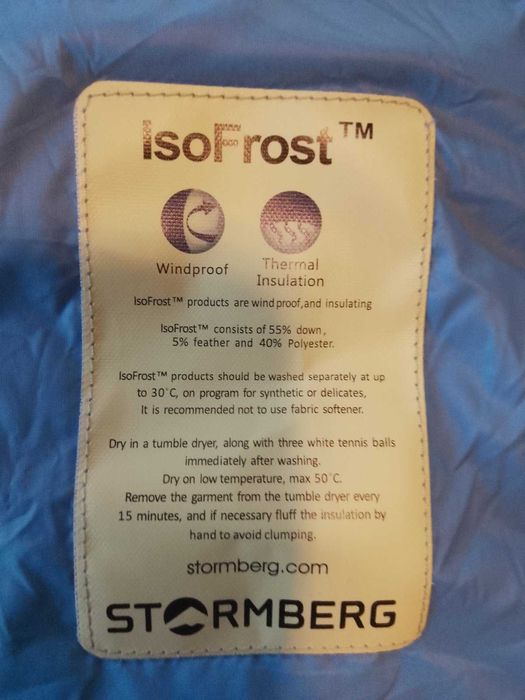 IsoFrost™
Windproof
Thermal
Insulation
IsoFrost™ products are windproof,and insulating
IsoFrost™ consists of 55% down,
5% feather and 40% Polyester.
IsoFrost™ products should be washed separately at up
to 30°C, on program for synthetic or delicates,
It is recommended not to use fabric softener.
Dry in a tumble dryer, along with three white tennis balls
immediately after washing.
Dry on low temperature, max 50°C.
Remove the garment from the tumble dryer every
15 minutes, and if necessary fluff the insulation by
hand to avoid clumping.
stormberg.com
STORMBERG